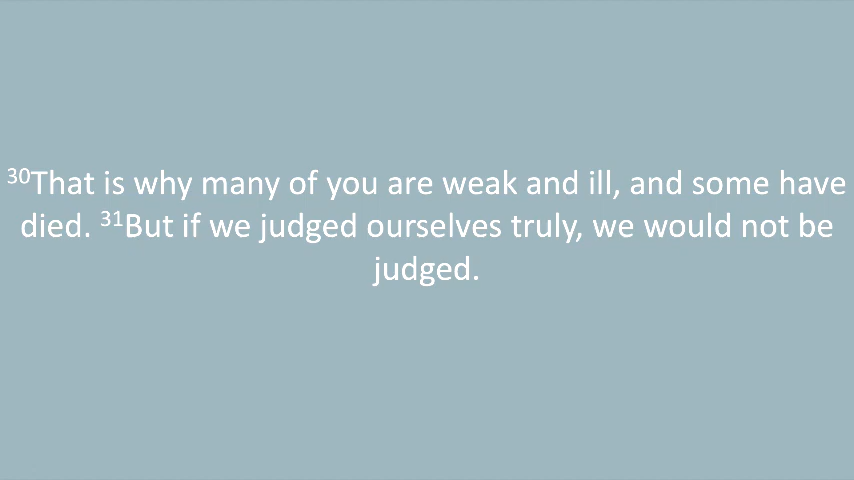 ³⁰That is why many of you are weak and ill, and some have
died. ³¹But if we judged ourselves truly, we would not be
judged.